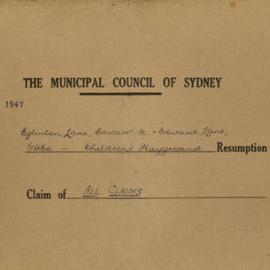 THE MUNICIPAL COUNCIL OF SYDNEY
1947
Eglinton Lane, Edward St & Edward Lane,
Glebe — Children's Playground Resumption
Claim of ALL CLAIMS